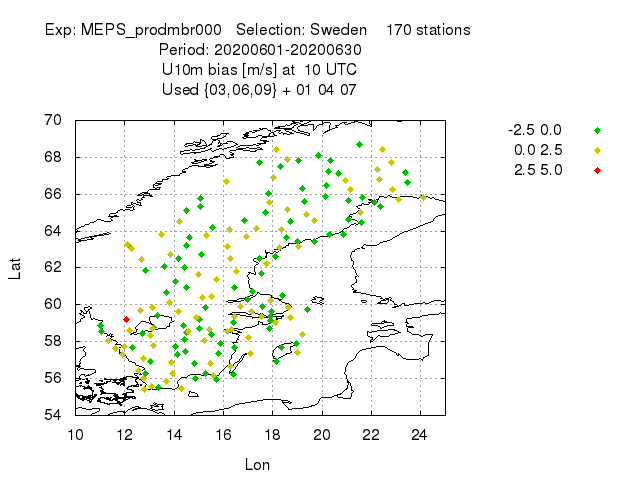 Exp: MEPS_prodmbr000 Selection: Sweden 170 stations
Period: 20200601-20200630
U10m bias [m/s] at 10 UTC
Used {03,06,09} + 01 04 07
-2.5 0.0
0.0 2.5
2.5 5.0
70
68
66
64
62
60
58
56
54
Lat
10 12 14 16 18 20 22 24
Lon